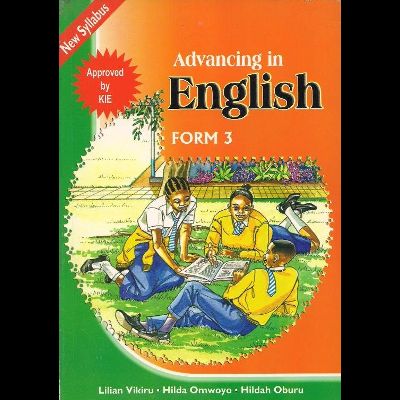 New Syllabus
Approved
by
KIE
Advancing in
English
FORM 3
Lilian Vikiru • Hilda Omwoyo • Hildah Oburu